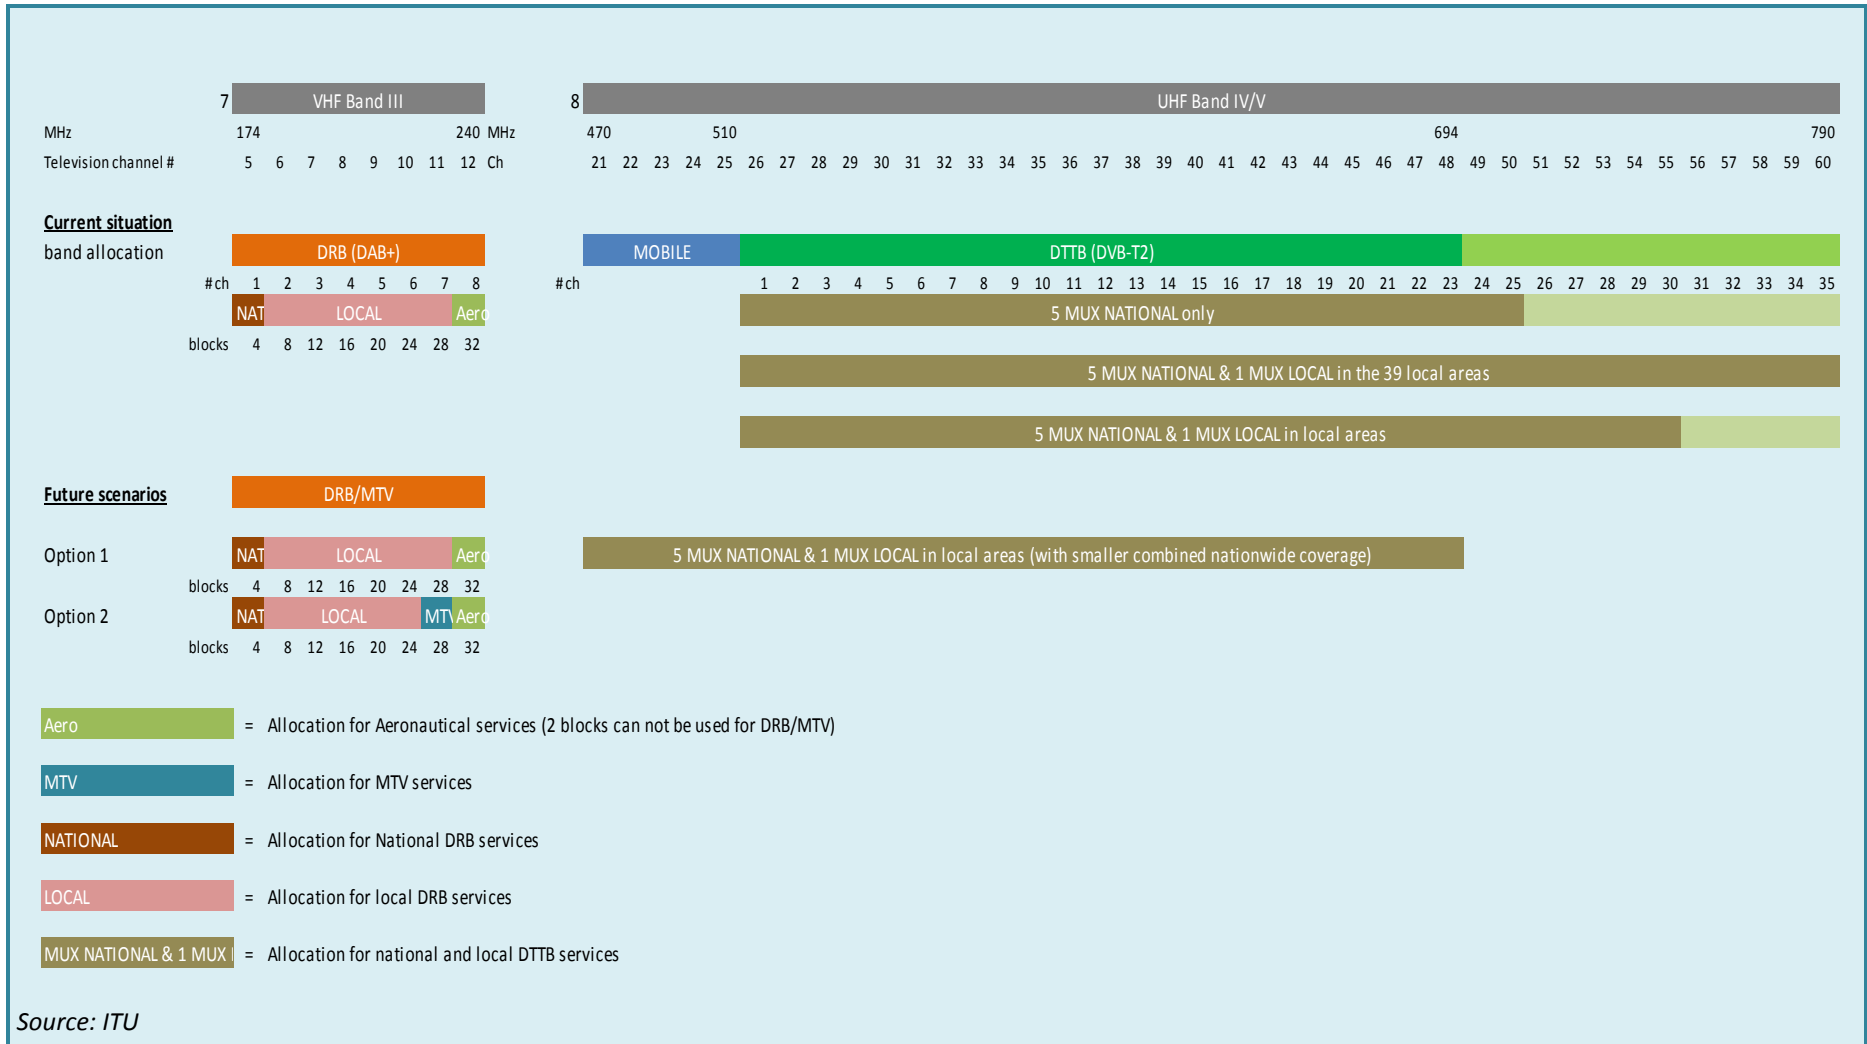 7 VHF Band III 8 UHF Band IV/V
MHz 174 240 MHz 470 510 694 790
Television channel # 5 6 7 8 9 10 11 12 Ch 21 22 23 24 25 26 27 28 29 30 31 32 33 34 35 36 37 38 39 40 41 42 43 44 45 46 47 48 49 50 51 52 53 54 55 56 57 58 59 60
Current situation
band allocation DRB (DAB+) MOBILE DTTB (DVB-T2)
# ch 1 2 3 4 5 6 7 8 # ch 1 2 3 4 5 6 7 8 9 10 11 12 13 14 15 16 17 18 19 20 21 22 23 24 25 26 27 28 29 30 31 32 33 34 35
NAT LOCAL Aero 5 MUX NATIONAL only
blocks 4 8 12 16 20 24 28 32
5 MUX NATIONAL & 1 MUX LOCAL in the 39 local areas
5 MUX NATIONAL & 1 MUX LOCAL in local areas
Future scenarios DRB/MTV
Option 1 NAT LOCAL Aero 5 MUX NATIONAL & 1 MUX LOCAL in local areas (with smaller combined nationwide coverage)
blocks 4 8 12 16 20 24 28 32
Option 2 NAT LOCAL MTV Aero
blocks 4 8 12 16 20 24 28 32
Aero = Allocation for Aeronautical services (2 blocks can not be used for DRB/MTV)
MTV = Allocation for MTV services
NATIONAL = Allocation for National DRB services
LOCAL = Allocation for local DRB services
MUX NATIONAL & 1 MUX = Allocation for national and local DTTB services
Source: ITU